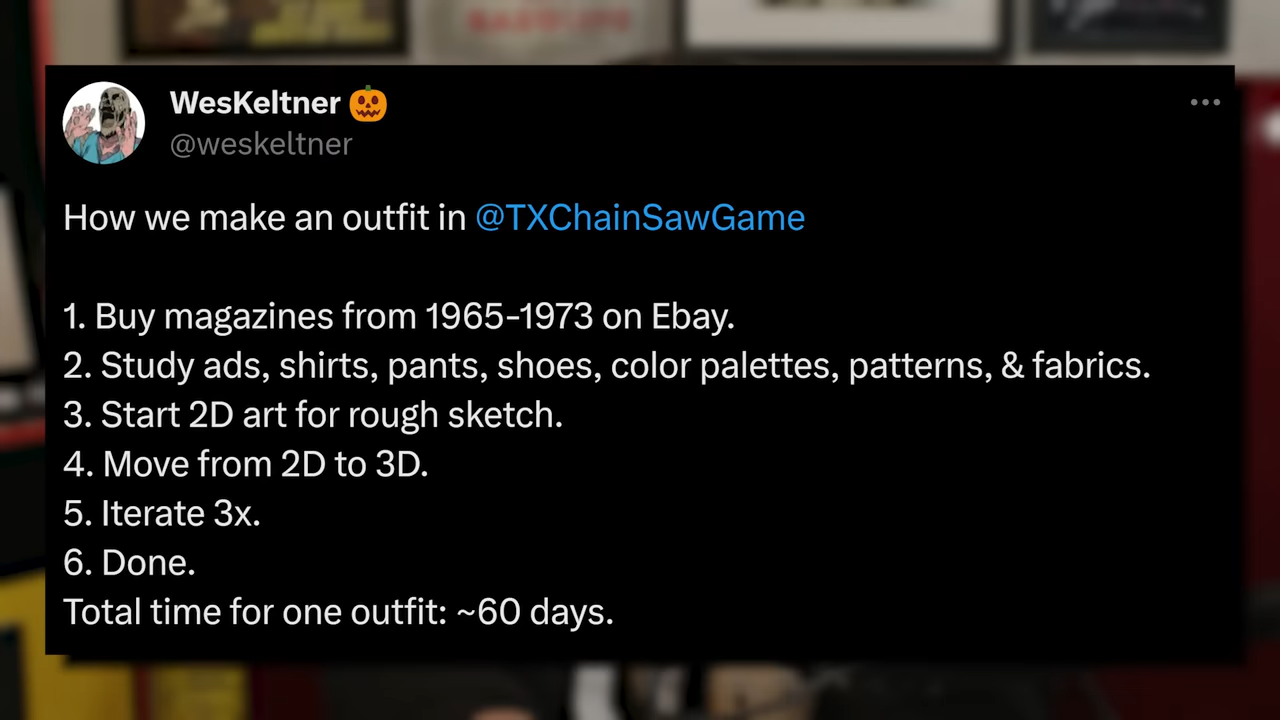 WesKeltner 🎃
@weskeltner
How we make an outfit in @TXChainSawGame
1. Buy magazines from 1965-1973 on Ebay.
2. Study ads, shirts, pants, shoes, color palettes, patterns, & fabrics.
3. Start 2D art for rough sketch.
4. Move from 2D to 3D.
5. Iterate 3x.
6. Done.
Total time for one outfit: ~60 days.